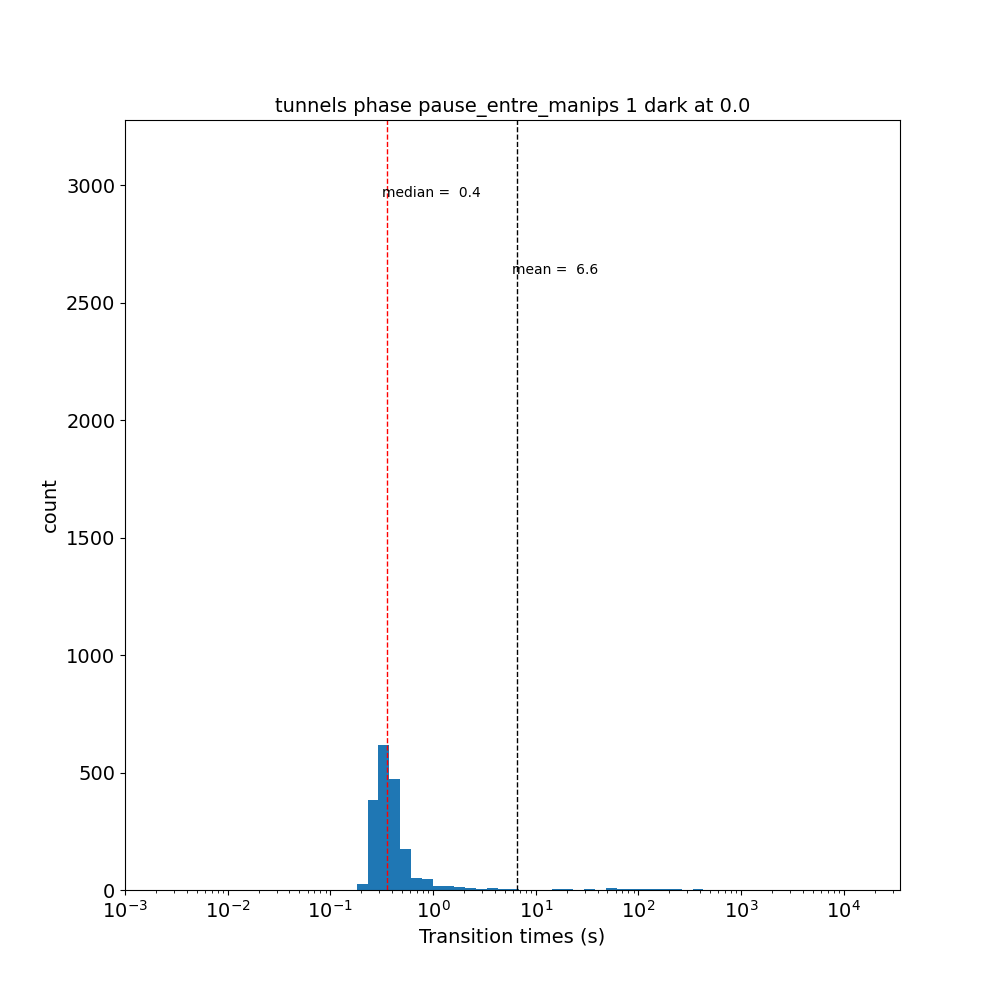 tunnels phase pause_entre_manips 1 dark at 0.0
3000
median =  0.4
mean =  6.6
2500
2000
1500
count
1000
500
0
10⁻³ 10⁻² 10⁻¹ 10⁰ 10¹ 10² 10³ 10⁴
Transition times (s)